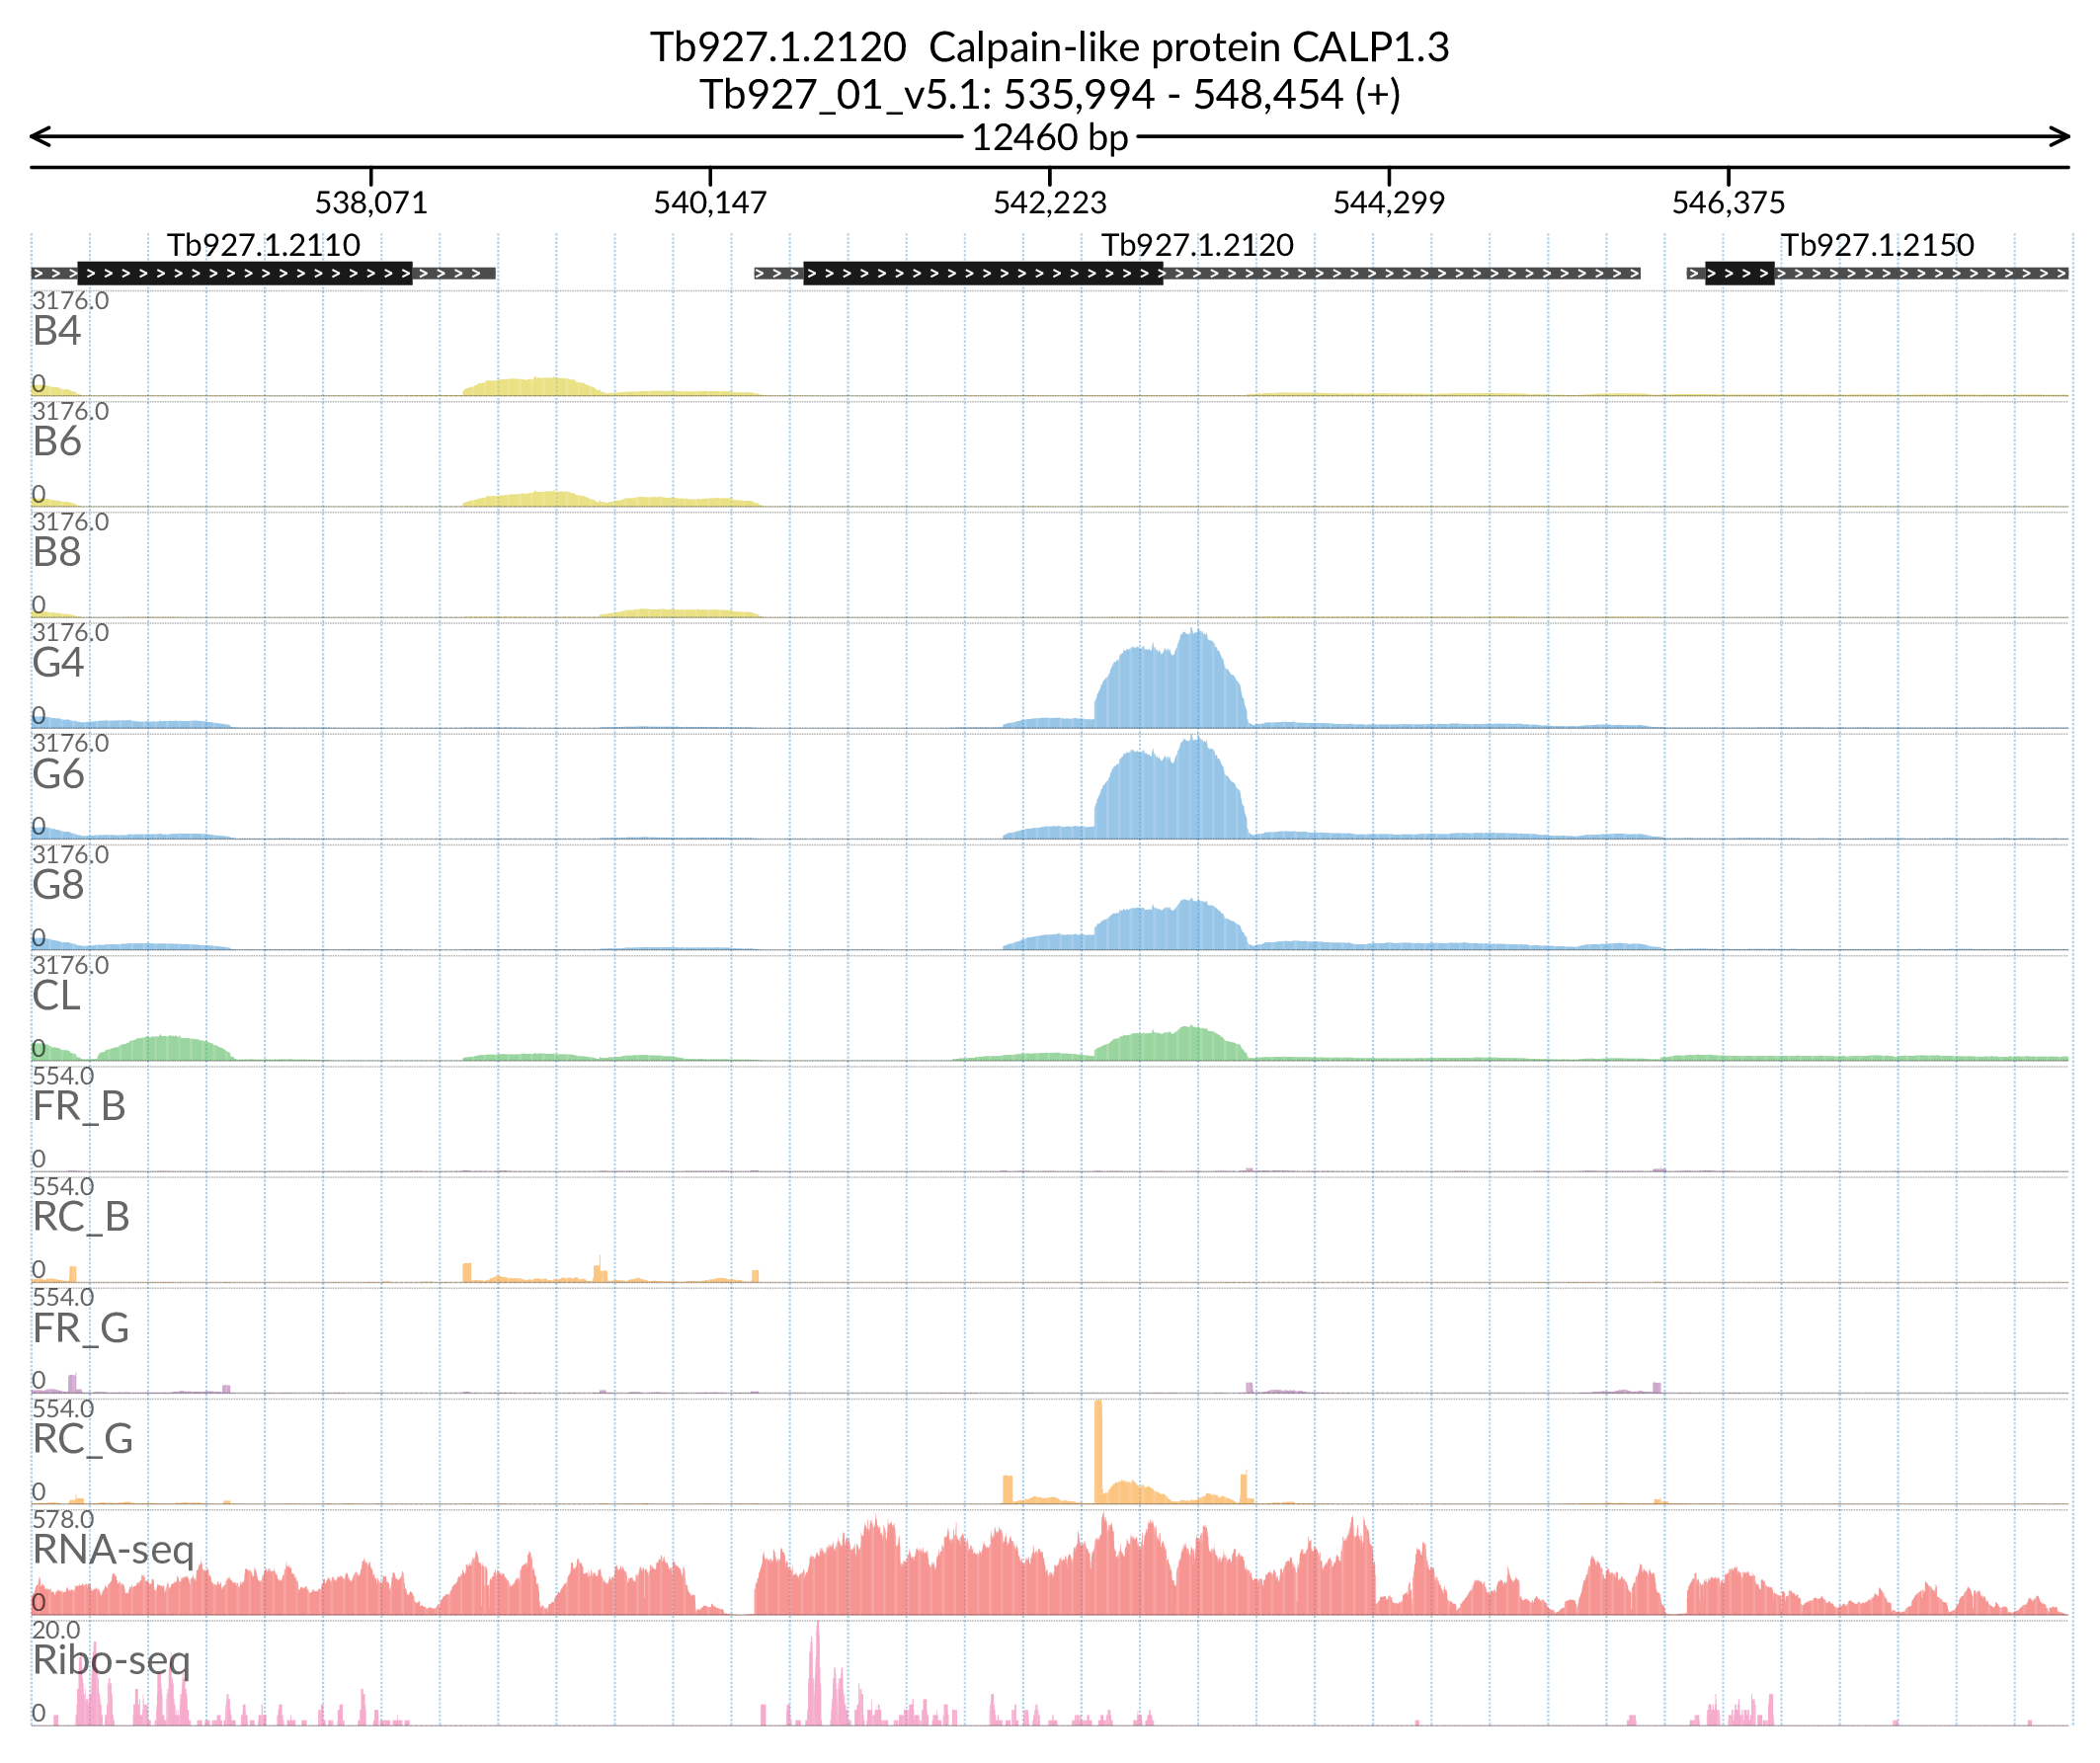 Tb927.1.2120  Calpain-like protein CALP1.3
Tb927_01_v5.1: 535,994 - 548,454 (+)
12460 bp
538,071 540,147 542,223 544,299 546,375
Tb927.1.2110 Tb927.1.2120 Tb927.1.2150
3176.0
B4
0
3176.0
B6
0
3176.0
B8
0
3176.0
G4
0
3176.0
G6
0
3176.0
G8
0
3176.0
CL
0
554.0
FR_B
0
554.0
RC_B
0
554.0
FR_G
0
554.0
RC_G
0
578.0
RNA-seq
0
20.0
Ribo-seq
0